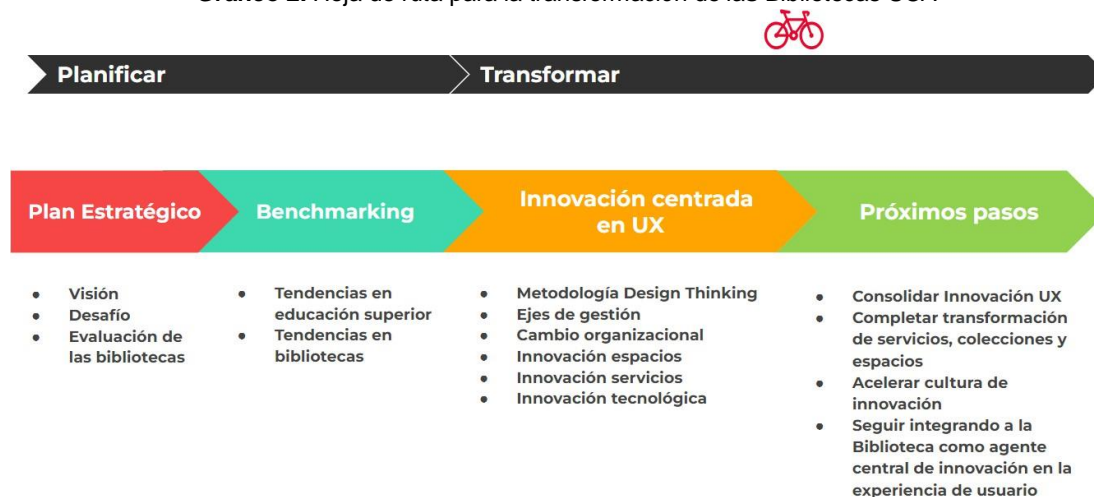 Planificar
Transformar
Plan Estratégico
Benchmarking
Innovación centrada
en UX
Próximos pasos
• Visión
• Desafío
• Evaluación de
las bibliotecas
• Tendencias en
educación superior
• Tendencias en
bibliotecas
• Metodología Design Thinking
• Ejes de gestión
• Cambio organizacional
• Innovación espacios
• Innovación servicios
• Innovación tecnológica
• Consolidar Innovación UX
• Completar transformación
de servicios, colecciones y
espacios
• Acelerar cultura de
innovación
• Seguir integrando a la
Biblioteca como agente
central de innovación en la
experiencia de usuario